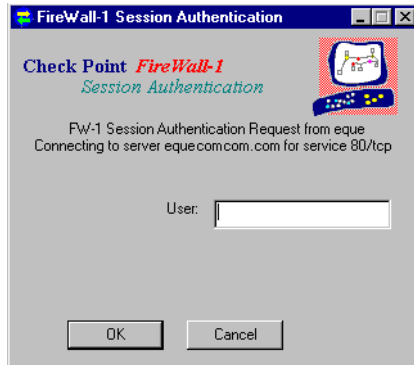 FireWall-1 Session Authentication
Check Point FireWall-1
Session Authentication
FW-1 Session Authentication Request from eque
Connecting to server equecomcom.com for service 80/tcp
User:
OK
Cancel